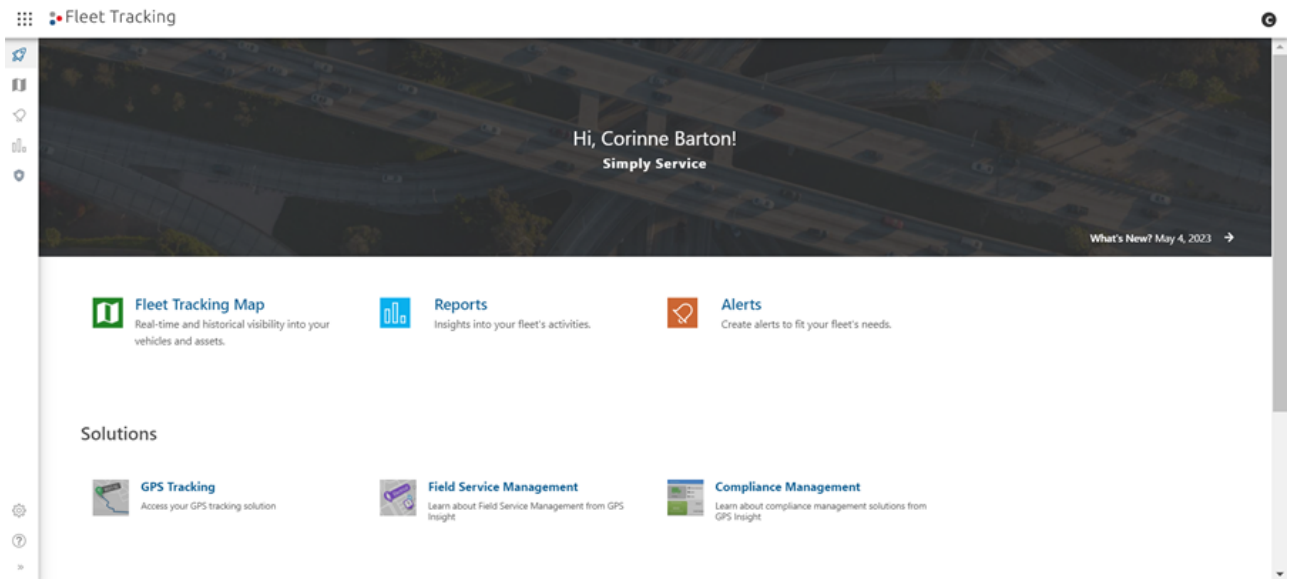 Fleet Tracking
Hi, Corinne Barton!
Simply Service
What's New? May 4, 2023
Fleet Tracking Map
Real-time and historical visibility into your
vehicles and assets.
Reports
Insights into your fleet's activities.
Alerts
Create alerts to fit your fleet's needs.
Solutions
GPS Tracking
Access your GPS tracking solution
Field Service Management
Learn about Field Service Management from GPS
Insight
Compliance Management
Learn about compliance management solutions from
GPS Insight